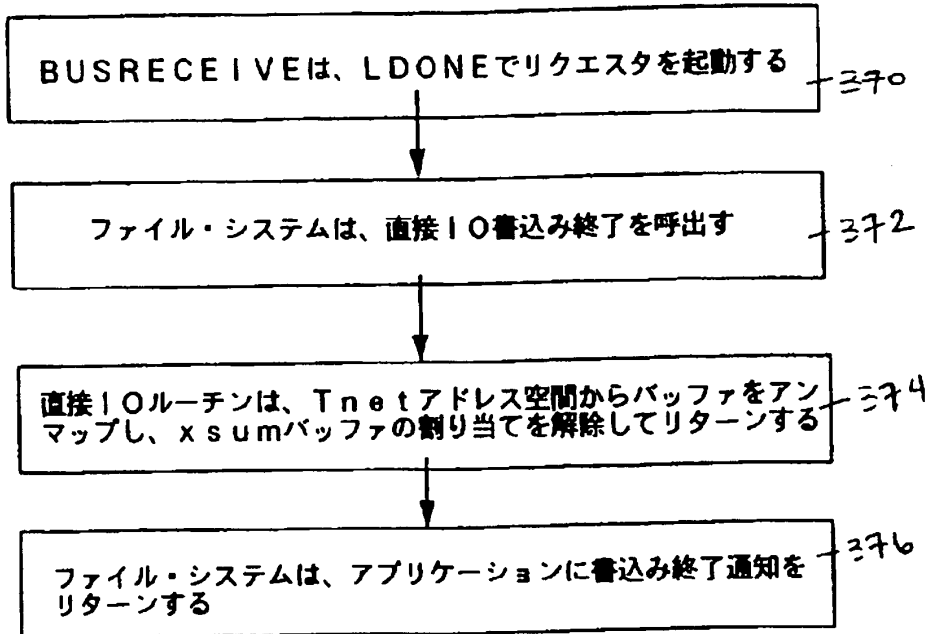 BUSRECEIVEは、LDONEでリクエスタを起動する
370
ファイル・システムは、直接IO書込み終了を呼出す
372
直接IOルーチンは、Tnetアドレス空間からバッファをアン
マップし、xsumバッファの割り当てを解除してリターンする
374
ファイル・システムは、アプリケーションに書込み終了通知を
リターンする
376